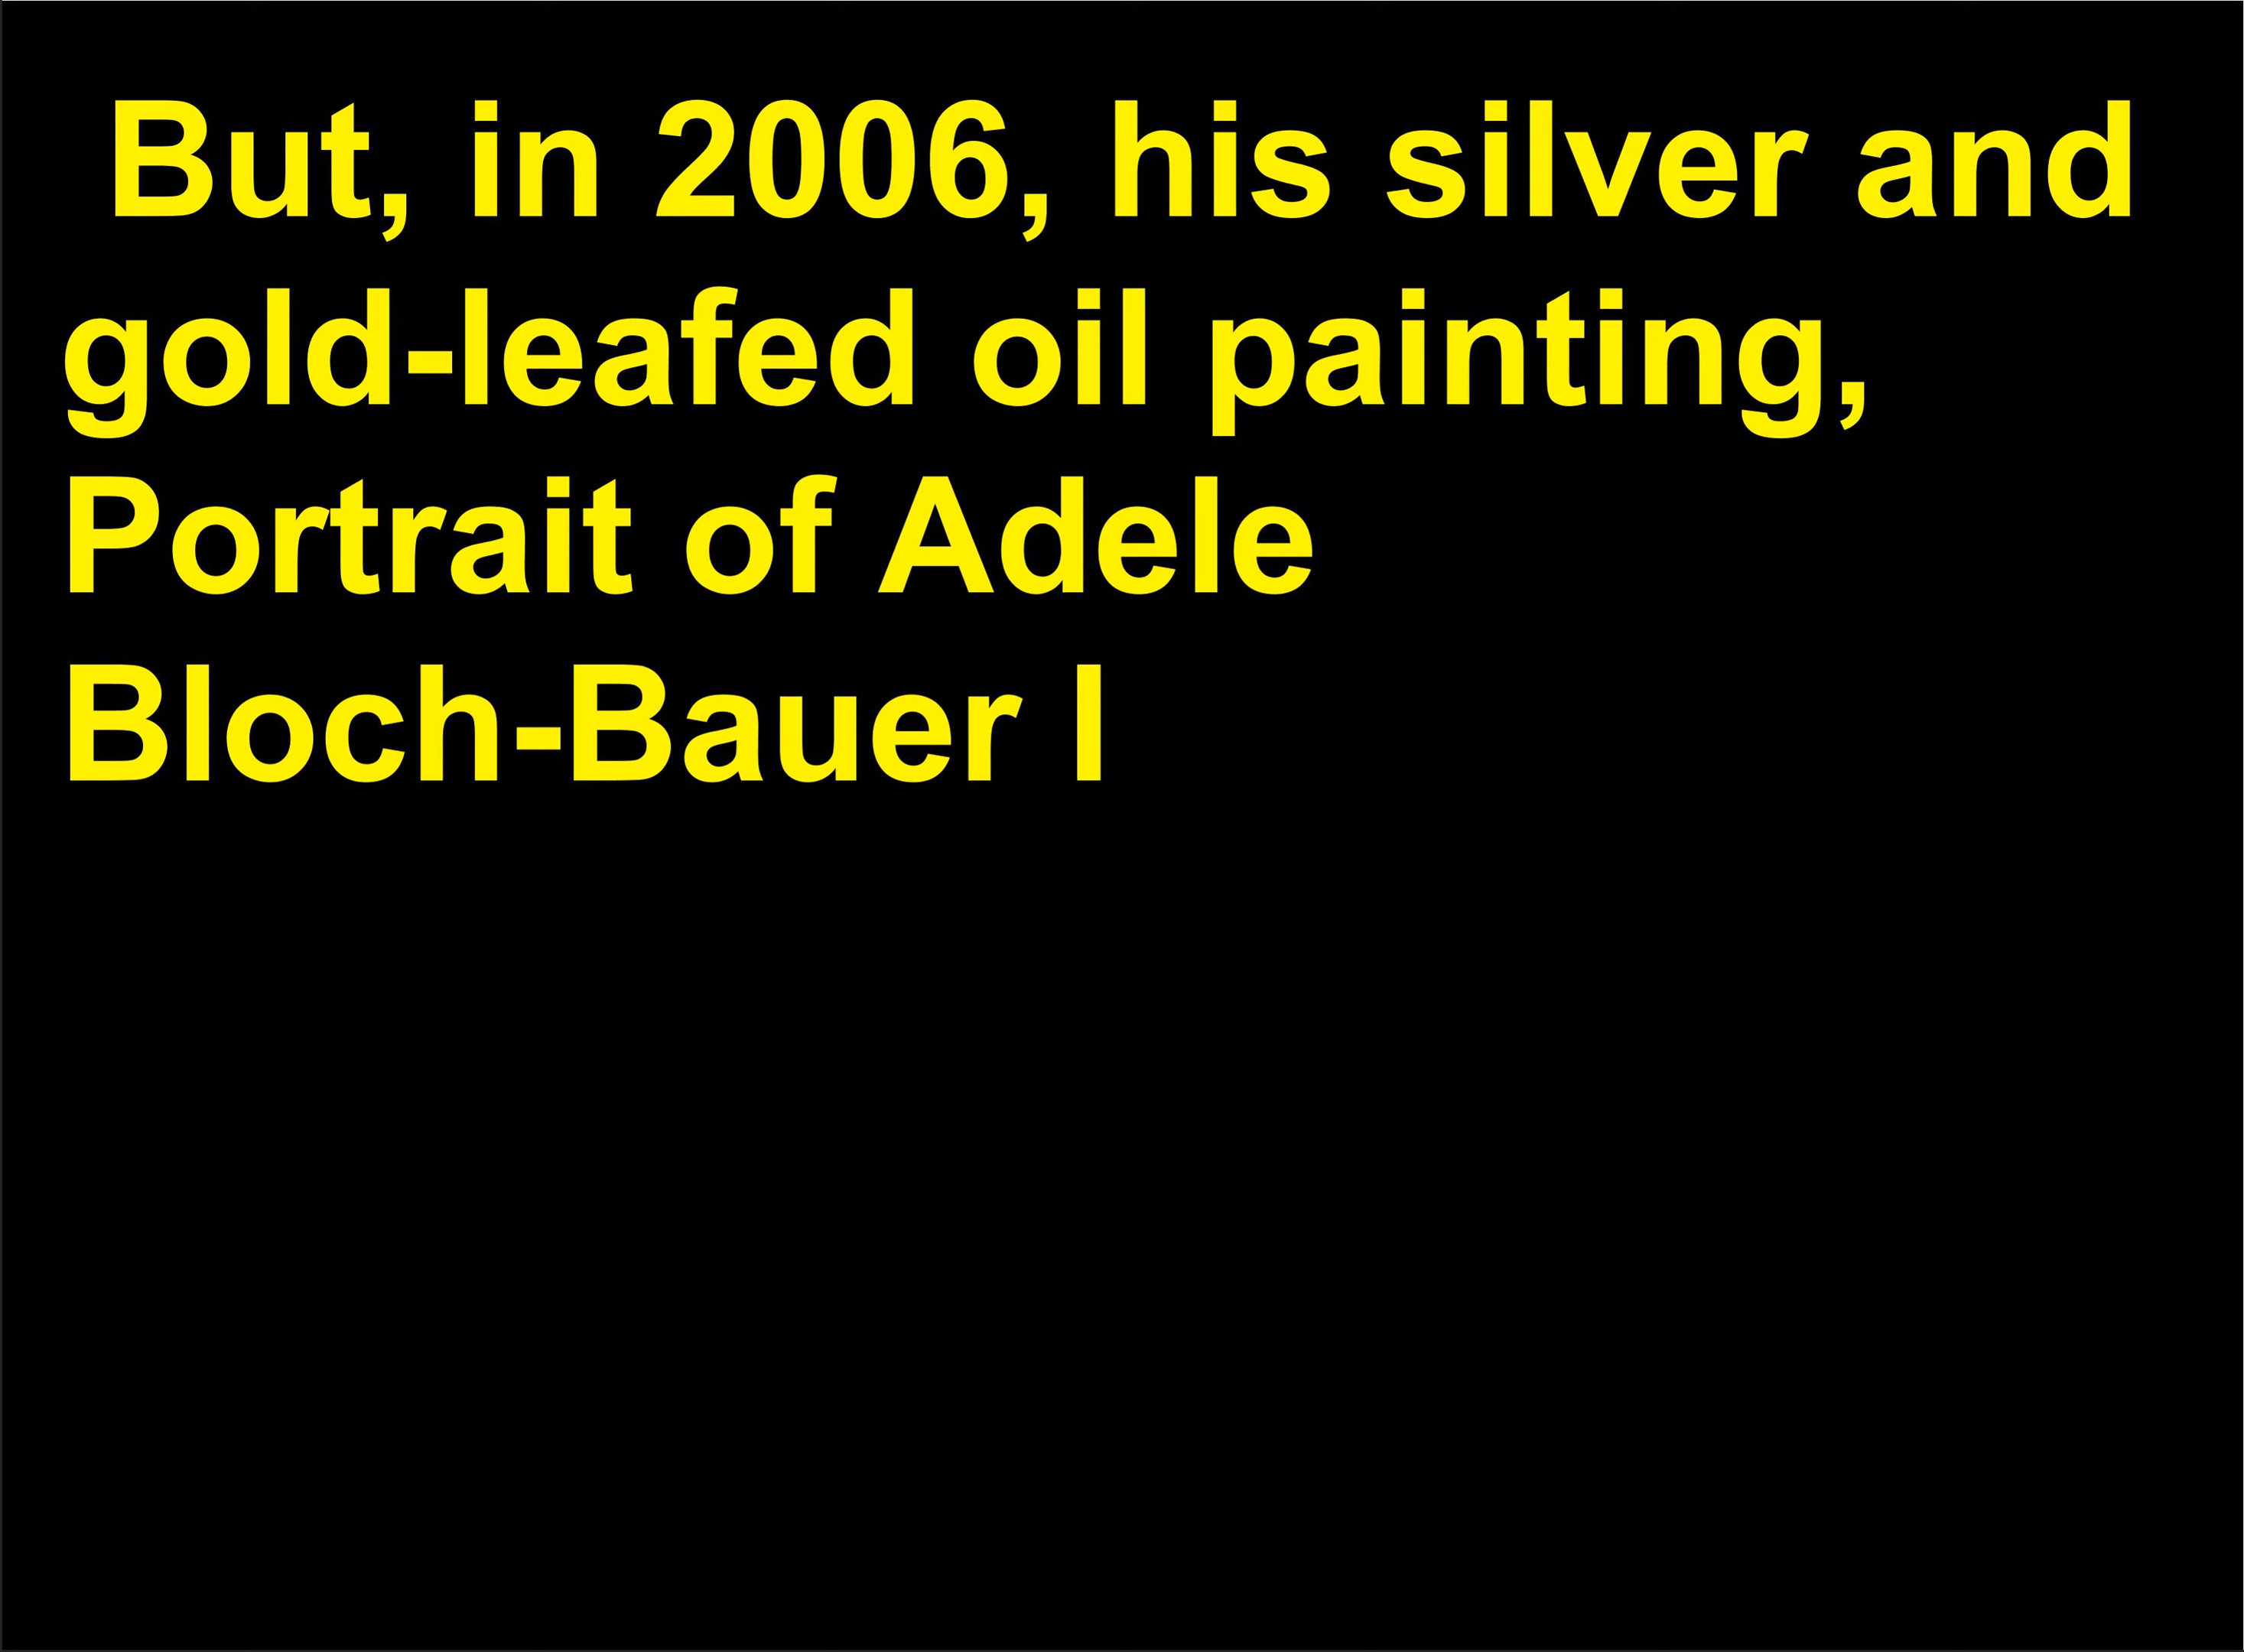 But, in 2006, his silver and
gold-leafed oil painting,
Portrait of Adele
Bloch-Bauer I